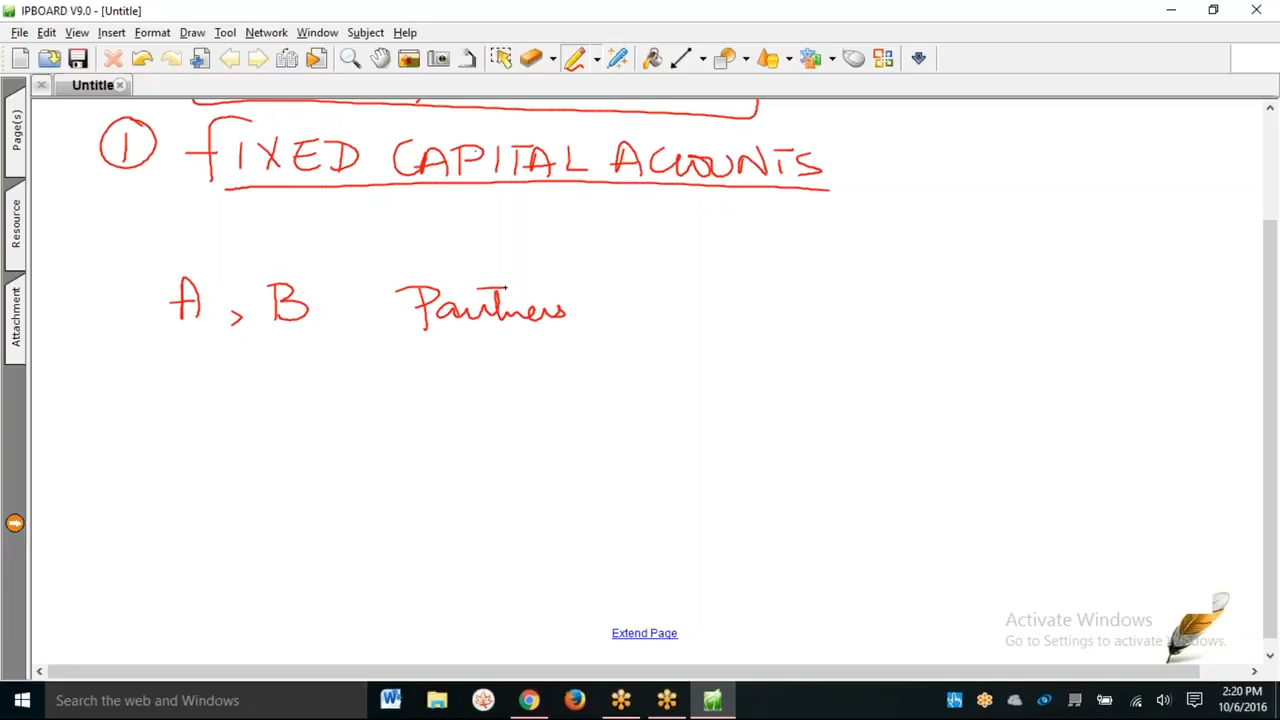 IPBOARD V9.0 - [Untitle]
File Edit View Insert Format Draw Tool Network Window Subject Help
Untitle
Page(s)
Resource
Attachment
1 FIXED CAPITAL ACCOUNTS
A, B Partners
Extend Page
Activate Windows
Go to Settings to activate Windows.
Search the web and Windows
2:20 PM
10/6/2016